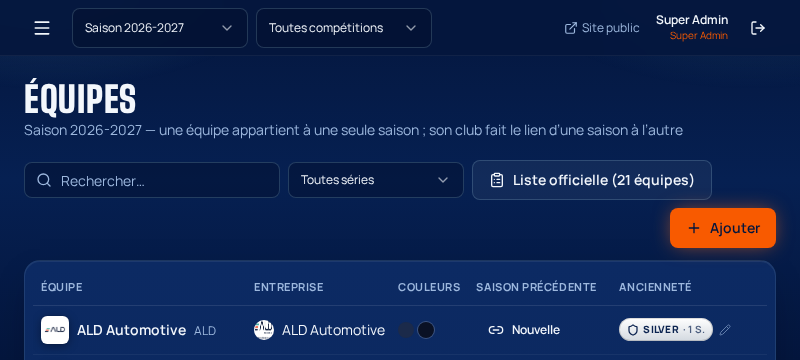 Saison 2026-2027
Toutes compétitions
Site public
Super Admin
Super Admin
ÉQUIPES
Saison 2026-2027 — une équipe appartient à une seule saison ; son club fait le lien d'une saison à l'autre
Rechercher...
Toutes séries
Liste officielle (21 équipes)
Ajouter
ÉQUIPE ENTREPRISE COULEURS SAISON PRÉCÉDENTE ANCIENNETÉ
ALD ALD Automotive ALD ALD ALD Automotive Nouvelle SILVER · 1 S.